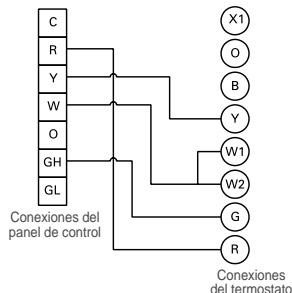 C
R
Y
W
O
GH
GL
Conexiones del
panel de control
X1
O
B
Y
W1
W2
G
R
Conexiones
del termostato